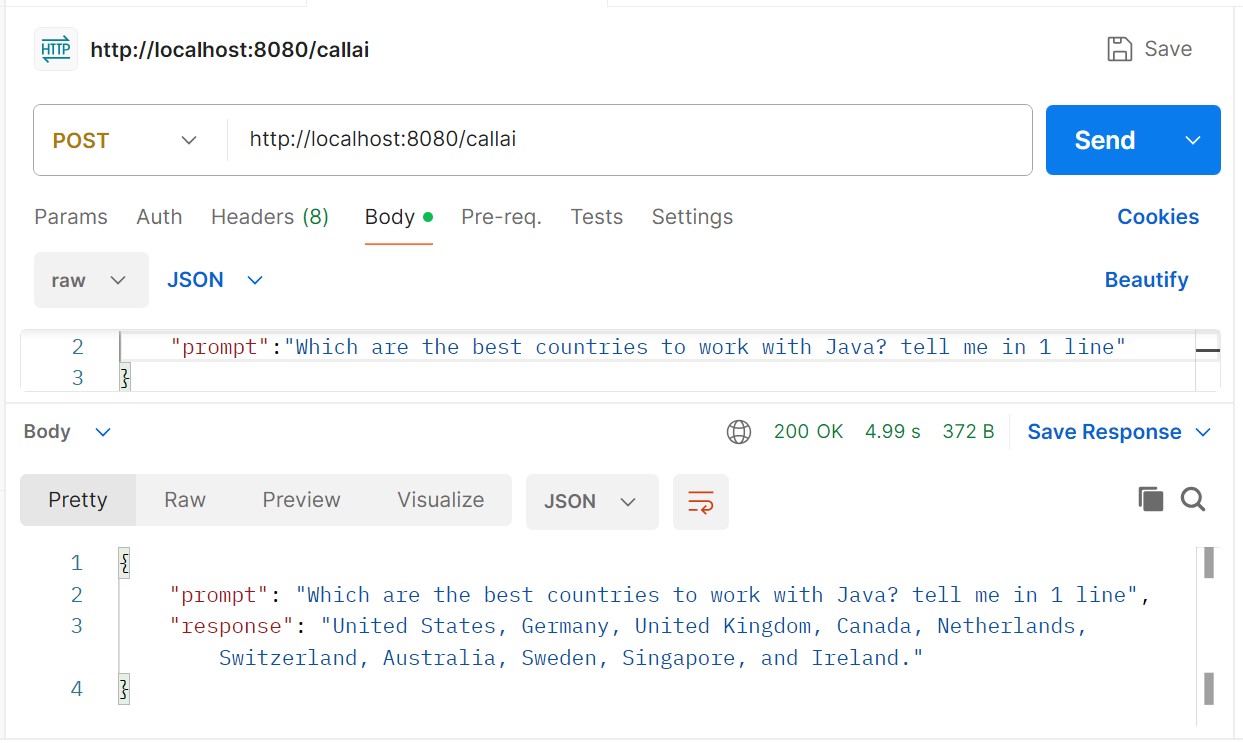 HTTP http://localhost:8080/callai Save
POST http://localhost:8080/callai Send
Params Auth Headers (8) Body Pre-req. Tests Settings Cookies
raw JSON Beautify
2 "prompt":"Which are the best countries to work with Java? tell me in 1 line"
3 }
Body 200 OK 4.99 s 372 B Save Response
Pretty Raw Preview Visualize JSON
1 {
2 "prompt": "Which are the best countries to work with Java? tell me in 1 line",
3 "response": "United States, Germany, United Kingdom, Canada, Netherlands,
Switzerland, Australia, Sweden, Singapore, and Ireland."
4 }